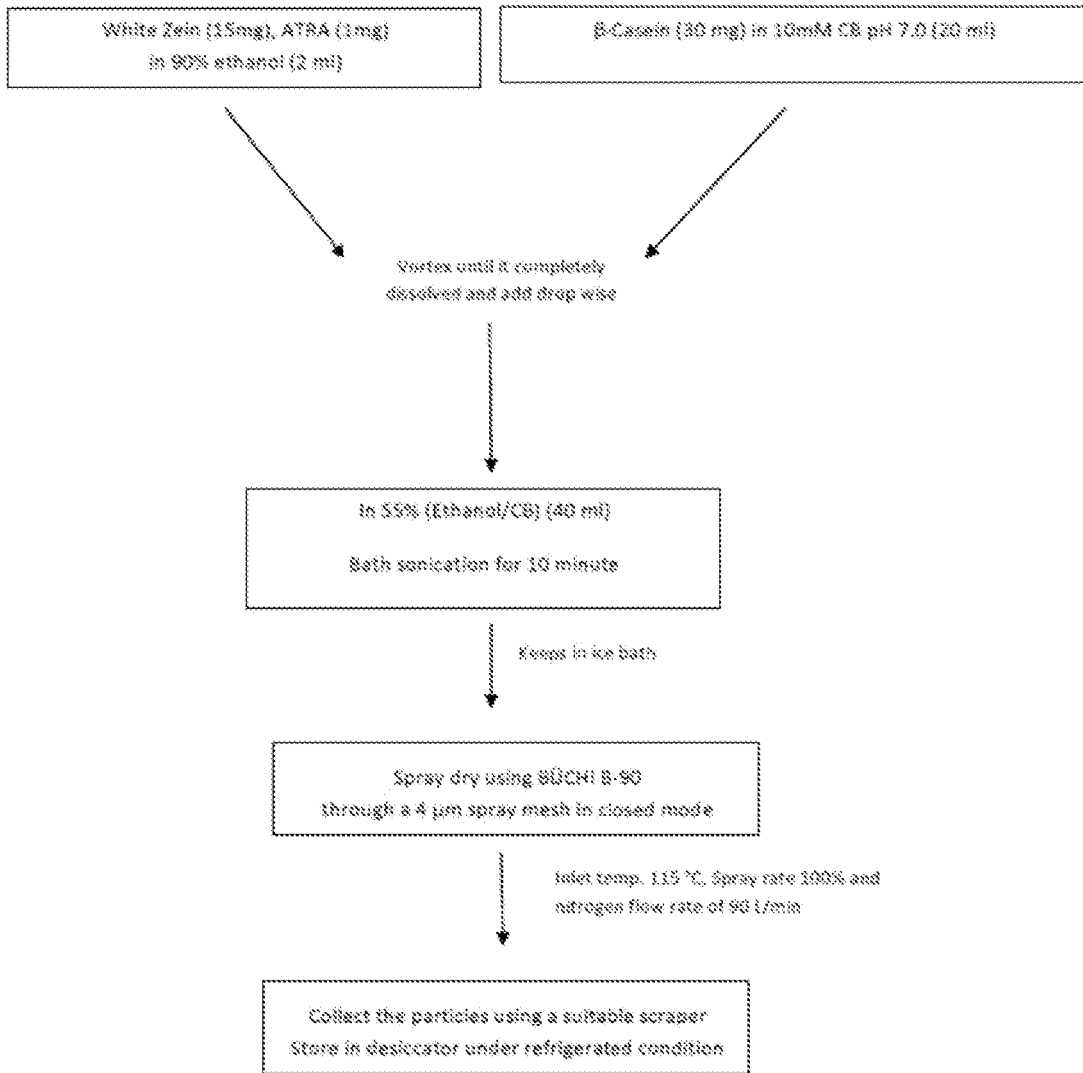 White Zein (15mg), ATRA (1mg)
in 90% ethanol (2 ml)
β-Casein (30 mg) in 10mM CB pH 7.0 (20 ml)
Vortex until it completely
dissolved and add drop wise
In 55% (Ethanol/CB) (40 ml)
Bath sonication for 10 minute
Keeps in ice bath
Spray dry using BÜCHI B-90
through a 4 μm spray mesh in closed mode
Inlet temp. 115 °C, Spray rate 100% and
nitrogen flow rate of 90 L/min
Collect the particles using a suitable scraper
Store in desiccator under refrigerated condition